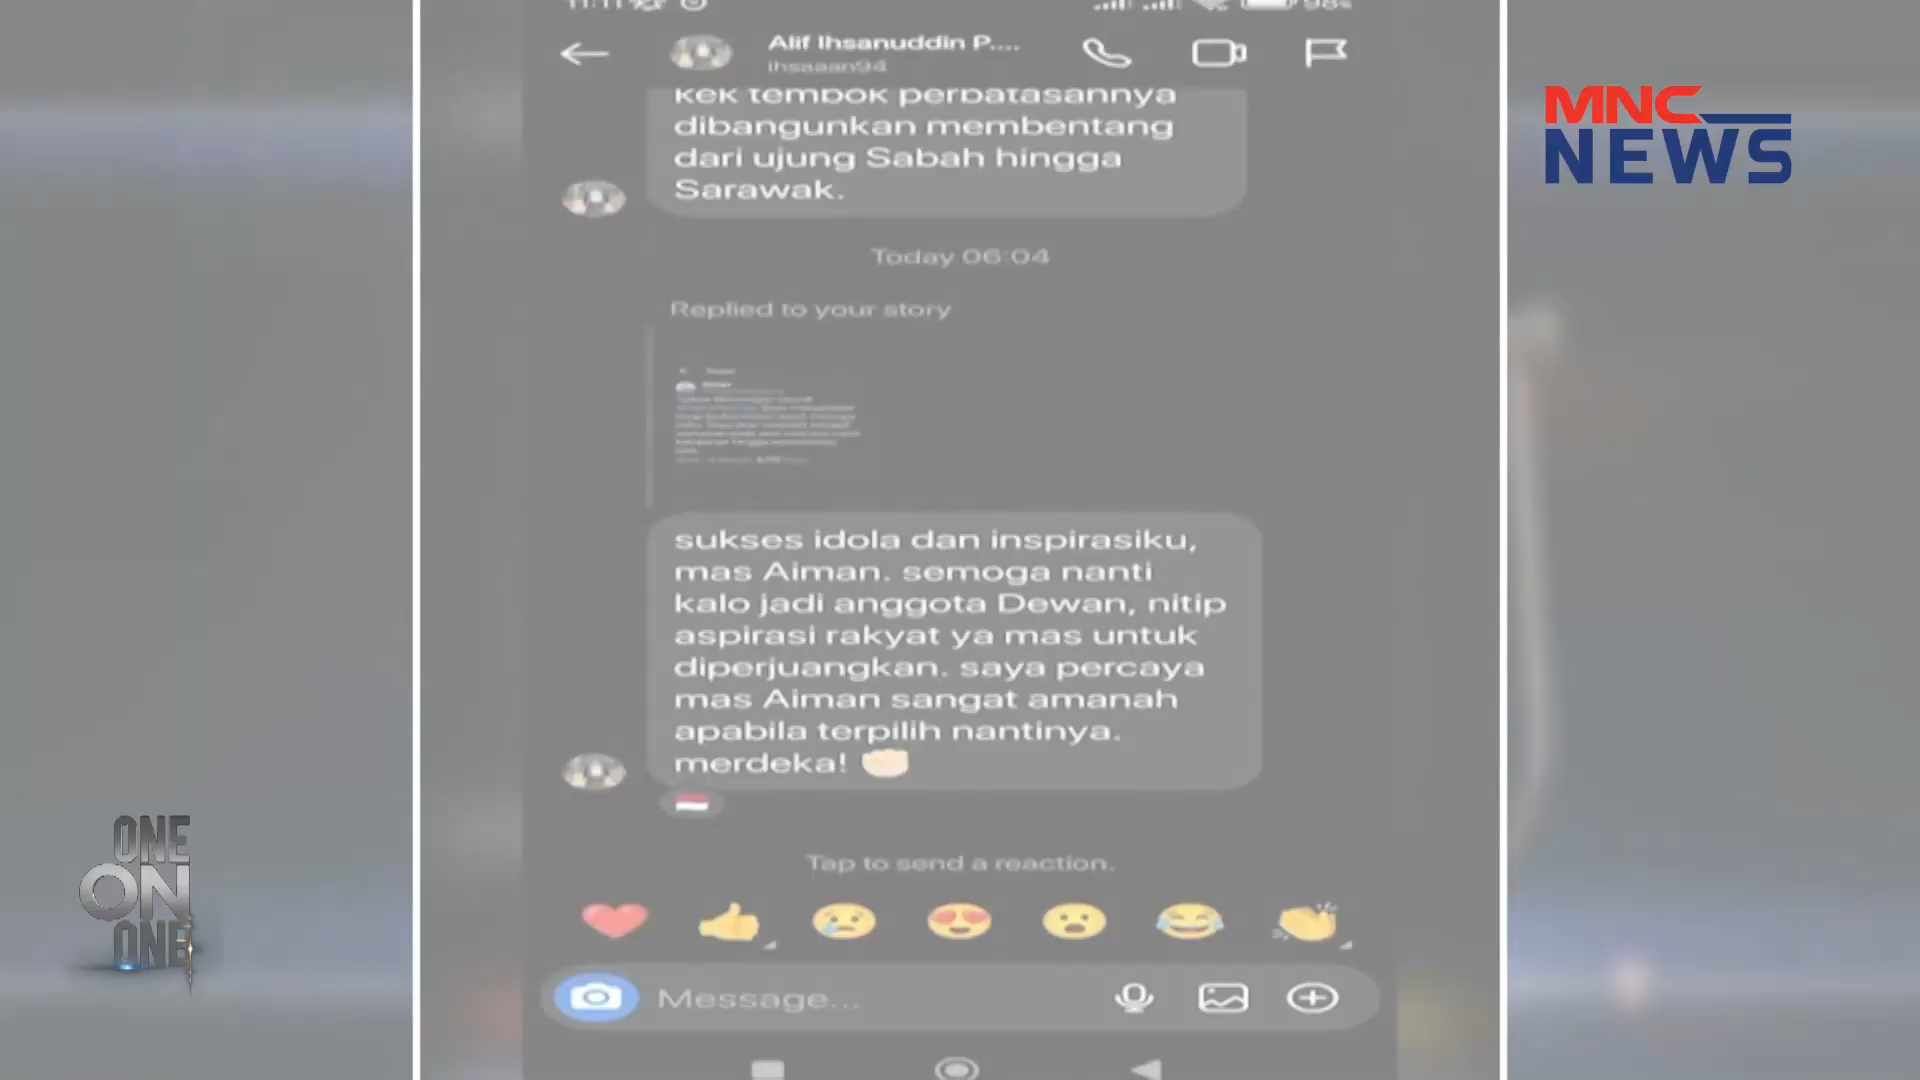 11:11
98%
Alif Ihsanuddin P....
ihsaaan94
MNC
NEWS
kek tembok perbatasannya
dibangunkan membentang
dari ujung Sabah hingga
Sarawak.
Today 06:04
Replied to your story
sukses idola dan inspirasiku,
mas Aiman. semoga nanti
kalo jadi anggota Dewan, nitip
aspirasi rakyat ya mas untuk
diperjuangkan. saya percaya
mas Aiman sangat amanah
apabila terpilih nantinya.
merdeka! ✊🏻
Tap to send a reaction.
Message...
ONE
ON
ONE